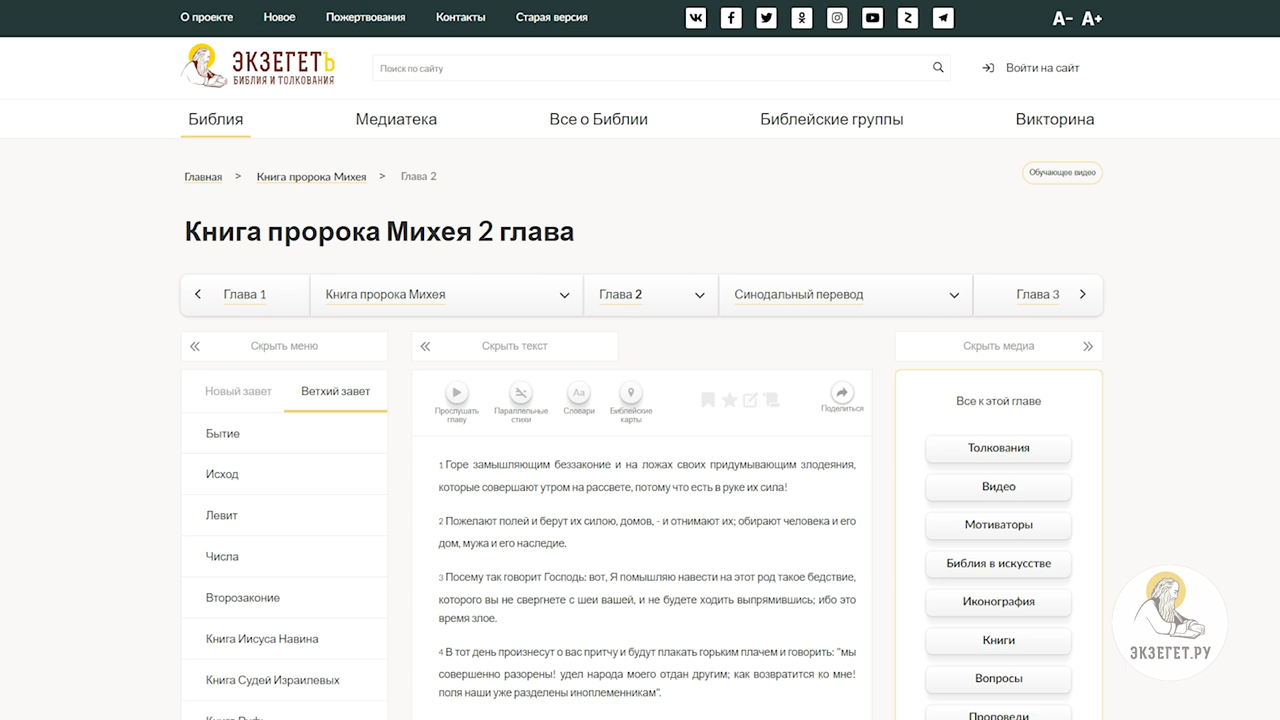 О проекте Новое Пожертвования Контакты Старая версия A- A+
ЭКЗЕГЕТЪ
БИБЛИЯ И ТОЛКОВАНИЯ
Поиск по сайту
Войти на сайт
Библия Медиатека Все о Библии Библейские группы Викторина
Главная > Книга пророка Михея > Глава 2
Обучающее видео
Книга пророка Михея 2 глава
Глава 1 Книга пророка Михея Глава 2 Синодальный перевод Глава 3
Скрыть меню
Скрыть текст
Скрыть медиа
Новый завет Ветхий завет
Бытие
Исход
Левит
Числа
Второзаконие
Книга Иисуса Навина
Книга Судей Израилевых
Книга Руфь
Прослушать
главу
Параллельные
стихи
Aa
Словари
Библейские
карты
Поделиться
1 Горе замышляющим беззаконие и на ложах своих придумывающим злодеяния,
которые совершают утром на рассвете, потому что есть в руке их сила!
2 Пожелают полей и берут их силою, домов, - и отнимают их; обирают человека и его
дом, мужа и его наследие.
3 Посему так говорит Господь: вот, Я помышляю навести на этот род такое бедствие,
которого вы не свергнете с шеи вашей, и не будете ходить выпрямившись; ибо это
время злое.
4 В тот день произнесут о вас притчу и будут плакать горьким плачем и говорить: "мы
совершенно разорены! удел народа моего отдан другим; как возвратится ко мне!
поля наши уже разделены иноплеменникам".
Все к этой главе
Толкования
Видео
Мотиваторы
Библия в искусстве
Иконография
Книги
Вопросы
Проповеди
ЭКЗЕГЕТ.РУ